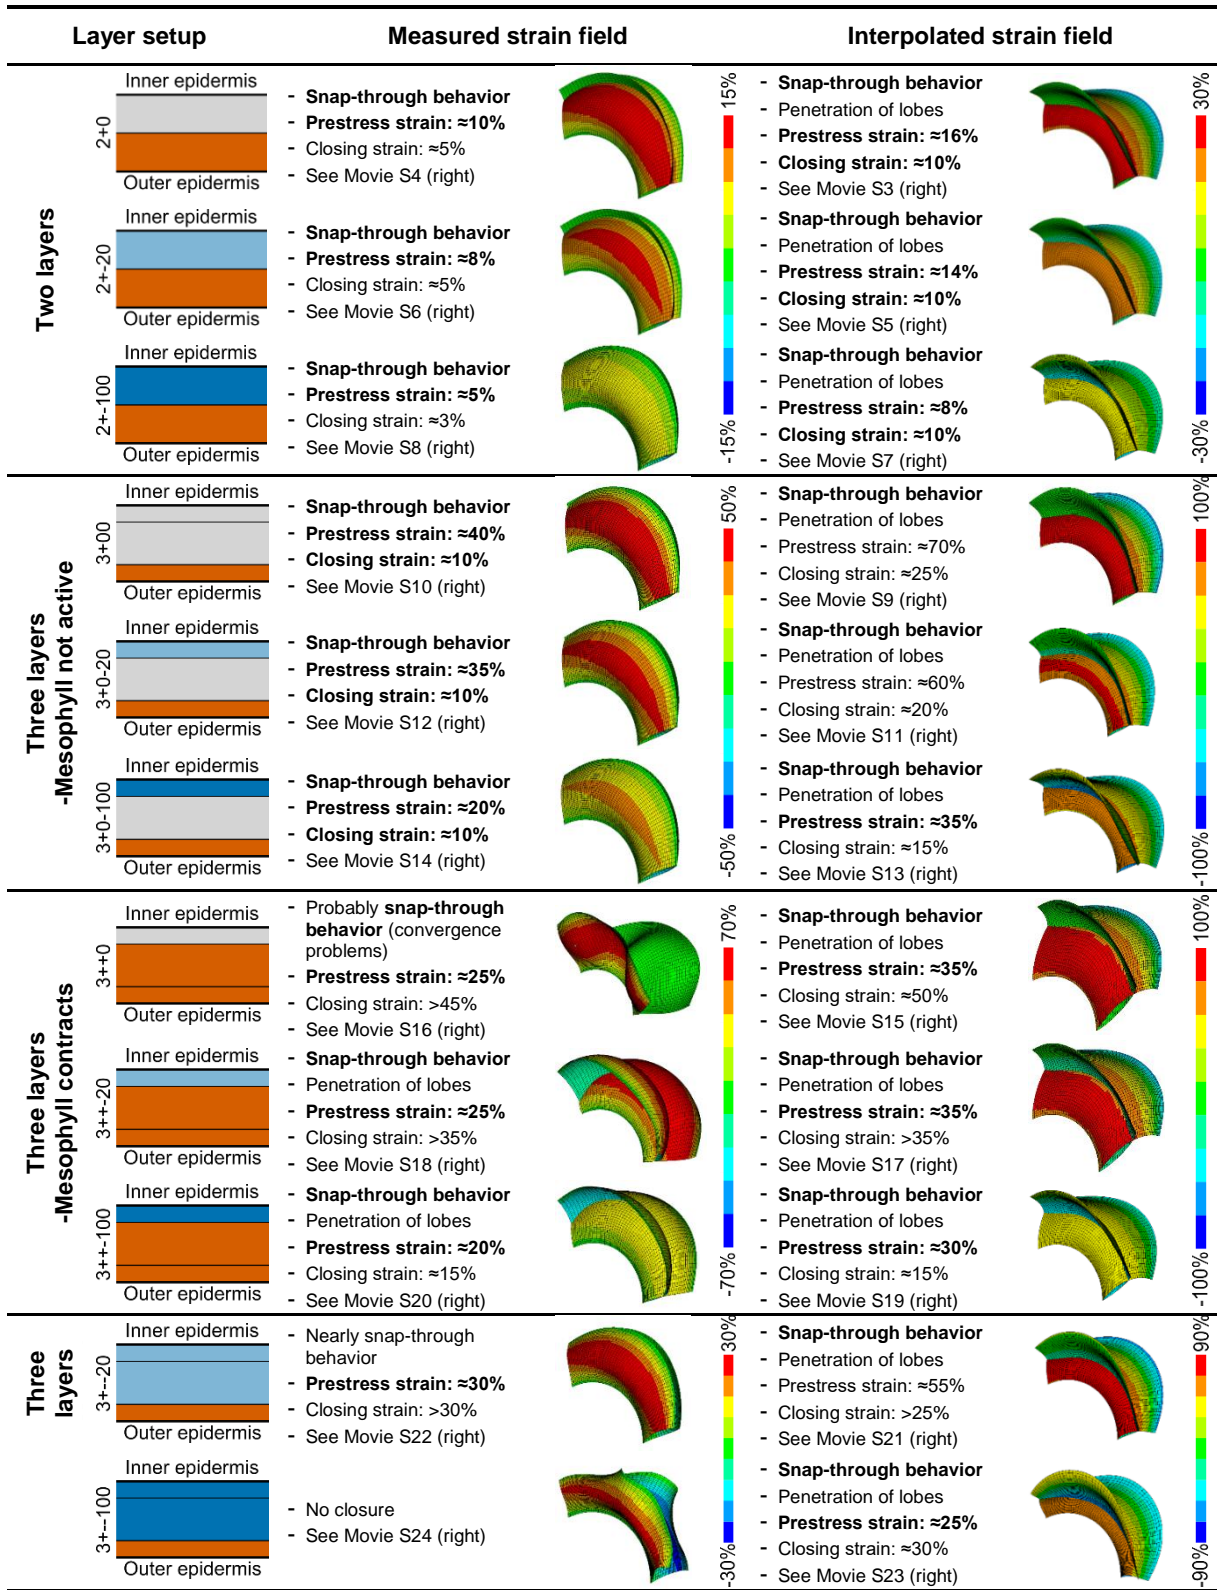 Layer setup
Measured strain field
Interpolated strain field
Two layers
2+0
Inner epidermis
Outer epidermis
- Snap-through behavior
- Prestress strain: ≈10%
- Closing strain: ≈5%
- See Movie S4 (right)
15%
-15%
- Snap-through behavior
- Penetration of lobes
- Prestress strain: ≈16%
- Closing strain: ≈10%
- See Movie S3 (right)
30%
-30%
2+-20
Inner epidermis
Outer epidermis
- Snap-through behavior
- Prestress strain: ≈8%
- Closing strain: ≈5%
- See Movie S6 (right)
- Snap-through behavior
- Penetration of lobes
- Prestress strain: ≈14%
- Closing strain: ≈10%
- See Movie S5 (right)
2+-100
Inner epidermis
Outer epidermis
- Snap-through behavior
- Prestress strain: ≈5%
- Closing strain: ≈3%
- See Movie S8 (right)
- Snap-through behavior
- Penetration of lobes
- Prestress strain: ≈8%
- Closing strain: ≈10%
- See Movie S7 (right)
Three layers
-Mesophyll not active
3+00
Inner epidermis
Outer epidermis
- Snap-through behavior
- Prestress strain: ≈40%
- Closing strain: ≈10%
- See Movie S10 (right)
50%
-50%
- Snap-through behavior
- Penetration of lobes
- Prestress strain: ≈70%
- Closing strain: ≈25%
- See Movie S9 (right)
100%
-100%
3+0-20
Inner epidermis
Outer epidermis
- Snap-through behavior
- Prestress strain: ≈35%
- Closing strain: ≈10%
- See Movie S12 (right)
- Snap-through behavior
- Penetration of lobes
- Prestress strain: ≈60%
- Closing strain: ≈20%
- See Movie S11 (right)
3+0-100
Inner epidermis
Outer epidermis
- Snap-through behavior
- Prestress strain: ≈20%
- Closing strain: ≈10%
- See Movie S14 (right)
- Snap-through behavior
- Penetration of lobes
- Prestress strain: ≈35%
- Closing strain: ≈15%
- See Movie S13 (right)
Three layers
-Mesophyll contracts
3++0
Inner epidermis
Outer epidermis
- Probably snap-through
behavior (convergence
problems)
- Prestress strain: ≈25%
- Closing strain: >45%
- See Movie S16 (right)
70%
-70%
- Snap-through behavior
- Penetration of lobes
- Prestress strain: ≈35%
- Closing strain: ≈50%
- See Movie S15 (right)
100%
-100%
3++-20
Inner epidermis
Outer epidermis
- Snap-through behavior
- Penetration of lobes
- Prestress strain: ≈25%
- Closing strain: >35%
- See Movie S18 (right)
- Snap-through behavior
- Penetration of lobes
- Prestress strain: ≈35%
- Closing strain: >35%
- See Movie S17 (right)
3++-100
Inner epidermis
Outer epidermis
- Snap-through behavior
- Penetration of lobes
- Prestress strain: ≈20%
- Closing strain: ≈15%
- See Movie S20 (right)
- Snap-through behavior
- Penetration of lobes
- Prestress strain: ≈30%
- Closing strain: ≈15%
- See Movie S19 (right)
Three
layers
3+--20
Inner epidermis
Outer epidermis
- Nearly snap-through
behavior
- Prestress strain: ≈30%
- Closing strain: >30%
- See Movie S22 (right)
30%
-30%
- Snap-through behavior
- Penetration of lobes
- Prestress strain: ≈55%
- Closing strain: >25%
- See Movie S21 (right)
90%
-90%
3+--100
Inner epidermis
Outer epidermis
- No closure
- See Movie S24 (right)
- Snap-through behavior
- Penetration of lobes
- Prestress strain: ≈25%
- Closing strain: ≈30%
- See Movie S23 (right)